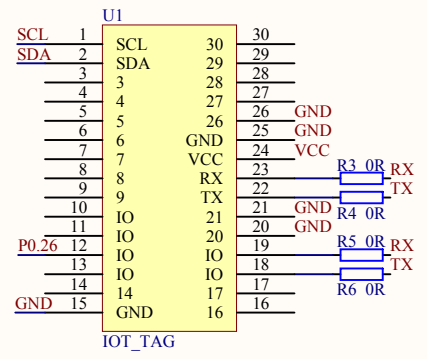 U1
SCL 1 SCL 30 30
SDA 2 SDA 29 29
3 3 28 28
4 4 27 27
5 5 26 26 GND
6 6 GND 25 GND
7 7 VCC 24 VCC
8 8 RX 23 R3 0R RX
9 9 TX 22 TX
10 IO 21 21 GND R4 0R
11 IO 20 20 GND
P0.26 12 IO IO 19 R5 0R RX
13 IO IO 18 TX
14 14 17 17 R6 0R
GND 15 GND 16 16
IOT_TAG